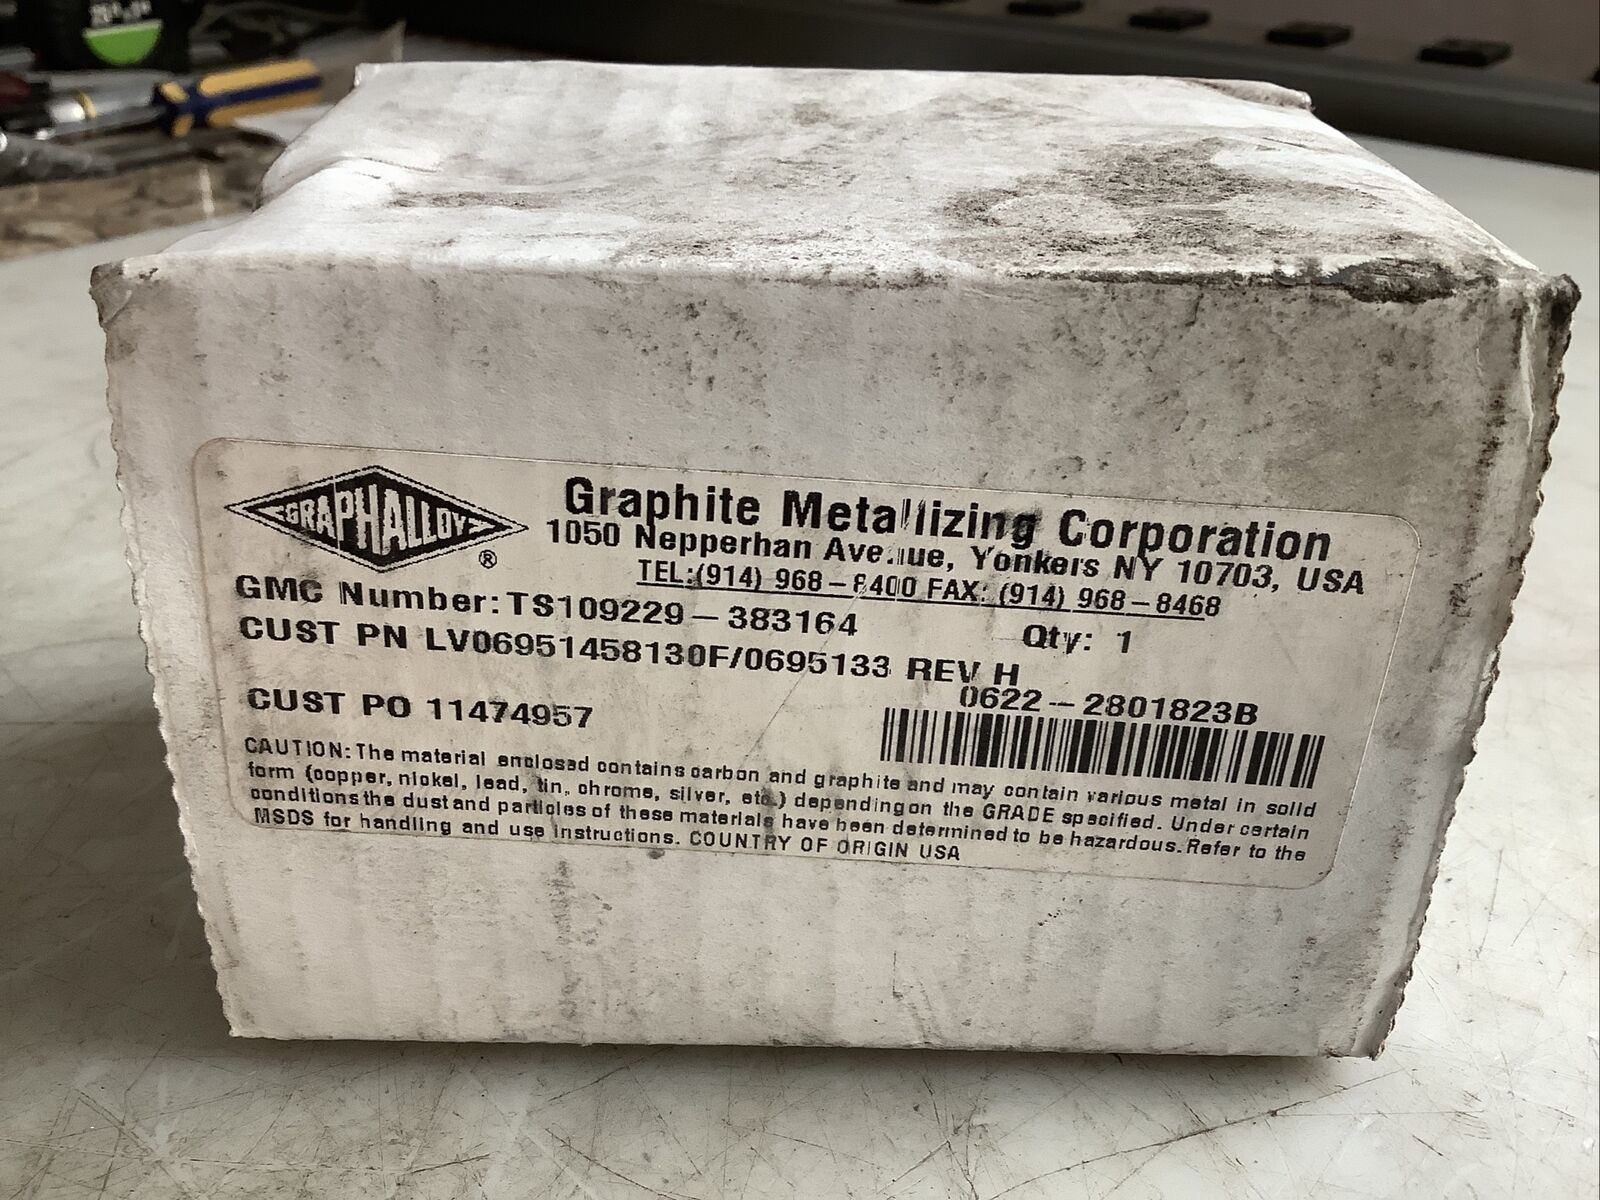 GRAPHALLOY
®
Graphite Metallizing Corporation
1050 Nepperhan Avenue, Yonkers NY 10703, USA
TEL:(914) 968-8400 FAX: (914) 968-8468
GMC Number:TS109229-383164
Qty: 1
CUST PN LV06951458130F/0695133 REV H
0622-2801823B
CUST PO 11474957
CAUTION: The material enclosed contains carbon and graphite and may contain various metal in solid
form (copper, nickel, lead, tin, chrome, silver, etc.) depending on the GRADE specified. Under certain
conditions the dust and particles of these materials have been determined to be hazardous. Refer to the
MSDS for handling and use instructions. COUNTRY OF ORIGIN USA